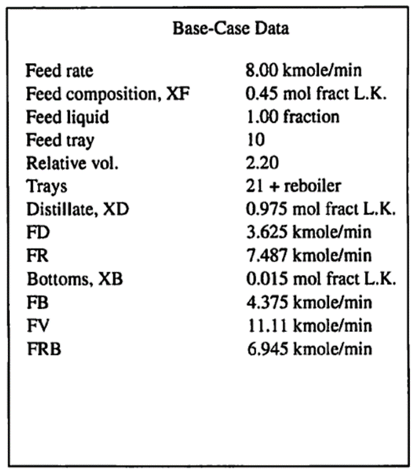 Base-Case Data
Feed rate 8.00 kmole/min
Feed composition, XF 0.45 mol fract L.K.
Feed liquid 1.00 fraction
Feed tray 10
Relative vol. 2.20
Trays 21 + reboiler
Distillate, XD 0.975 mol fract L.K.
FD 3.625 kmole/min
FR 7.487 kmole/min
Bottoms, XB 0.015 mol fract L.K.
FB 4.375 kmole/min
FV 11.11 kmole/min
FRB 6.945 kmole/min